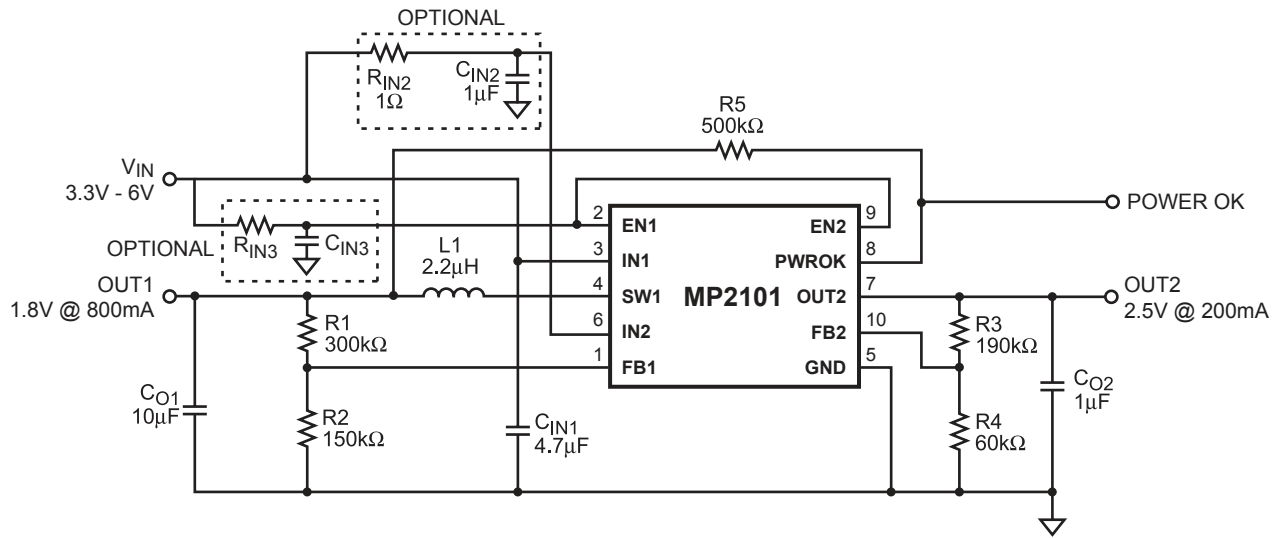 OPTIONAL
RIN2
1Ω
CIN2
1µF
R5
500kΩ
VIN
3.3V - 6V
POWER OK
OPTIONAL
RIN3
CIN3
2
EN1
EN2
9
3
IN1
PWROK
8
L1
2.2µH
OUT1
1.8V @ 800mA
4
SW1
MP2101
OUT2
7
OUT2
2.5V @ 200mA
6
IN2
FB2
10
R1
300kΩ
R3
190kΩ
1
FB1
GND
5
CO1
10µF
R2
150kΩ
CIN1
4.7µF
R4
60kΩ
CO2
1µF